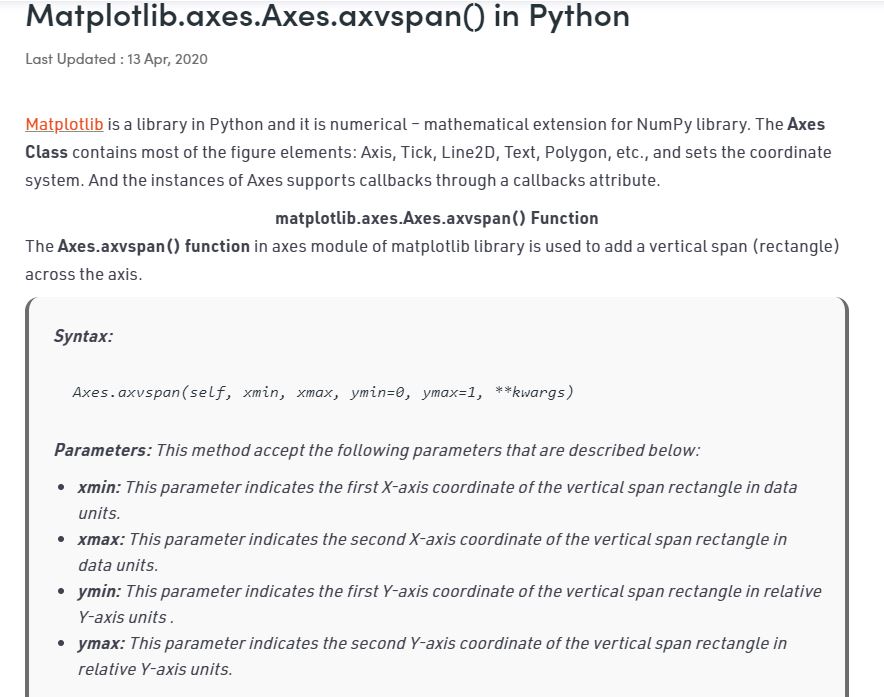 Matplotlib.axes.Axes.axvspan() in Python
Last Updated : 13 Apr, 2020
Matplotlib is a library in Python and it is numerical – mathematical extension for NumPy library. The Axes
Class contains most of the figure elements: Axis, Tick, Line2D, Text, Polygon, etc., and sets the coordinate
system. And the instances of Axes supports callbacks through a callbacks attribute.
matplotlib.axes.Axes.axvspan() Function
The Axes.axvspan() function in axes module of matplotlib library is used to add a vertical span (rectangle)
across the axis.
Syntax:
Axes.axvspan(self, xmin, xmax, ymin=0, ymax=1, **kwargs)
Parameters: This method accept the following parameters that are described below:
• xmin: This parameter indicates the first X-axis coordinate of the vertical span rectangle in data
units.
• xmax: This parameter indicates the second X-axis coordinate of the vertical span rectangle in
data units.
• ymin: This parameter indicates the first Y-axis coordinate of the vertical span rectangle in relative
Y-axis units .
• ymax: This parameter indicates the second Y-axis coordinate of the vertical span rectangle in
relative Y-axis units.